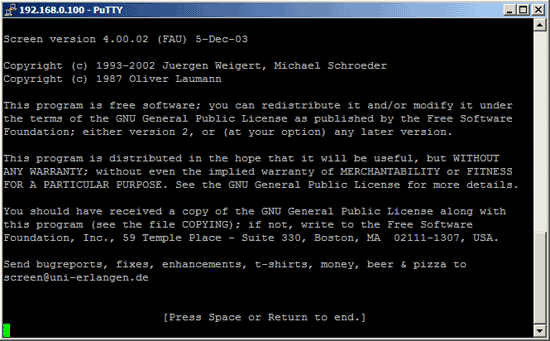 192.168.0.100 - PuTTY
Screen version 4.00.02 (FAU) 5-Dec-03
Copyright (c) 1993-2002 Juergen Weigert, Michael Schroeder
Copyright (c) 1987 Oliver Laumann
This program is free software; you can redistribute it and/or modify it under
the terms of the GNU General Public License as published by the Free Software
Foundation; either version 2, or (at your option) any later version.
This program is distributed in the hope that it will be useful, but WITHOUT
ANY WARRANTY; without even the implied warranty of MERCHANTABILITY or FITNESS
FOR A PARTICULAR PURPOSE. See the GNU General Public License for more details.
You should have received a copy of the GNU General Public License along with
this program (see the file COPYING); if not, write to the Free Software
Foundation, Inc., 59 Temple Place - Suite 330, Boston, MA  02111-1307, USA.
Send bugreports, fixes, enhancements, t-shirts, money, beer & pizza to
screen@uni-erlangen.de
[Press Space or Return to end.]